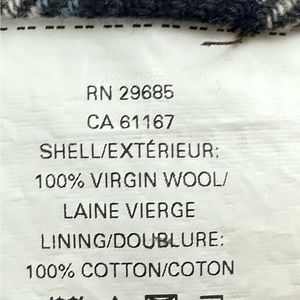 RN 29685
CA 61167
SHELL/EXTÉRIEUR:
100% VIRGIN WOOL/
LAINE VIERGE
LINING/DOUBLURE:
100% COTTON/COTON